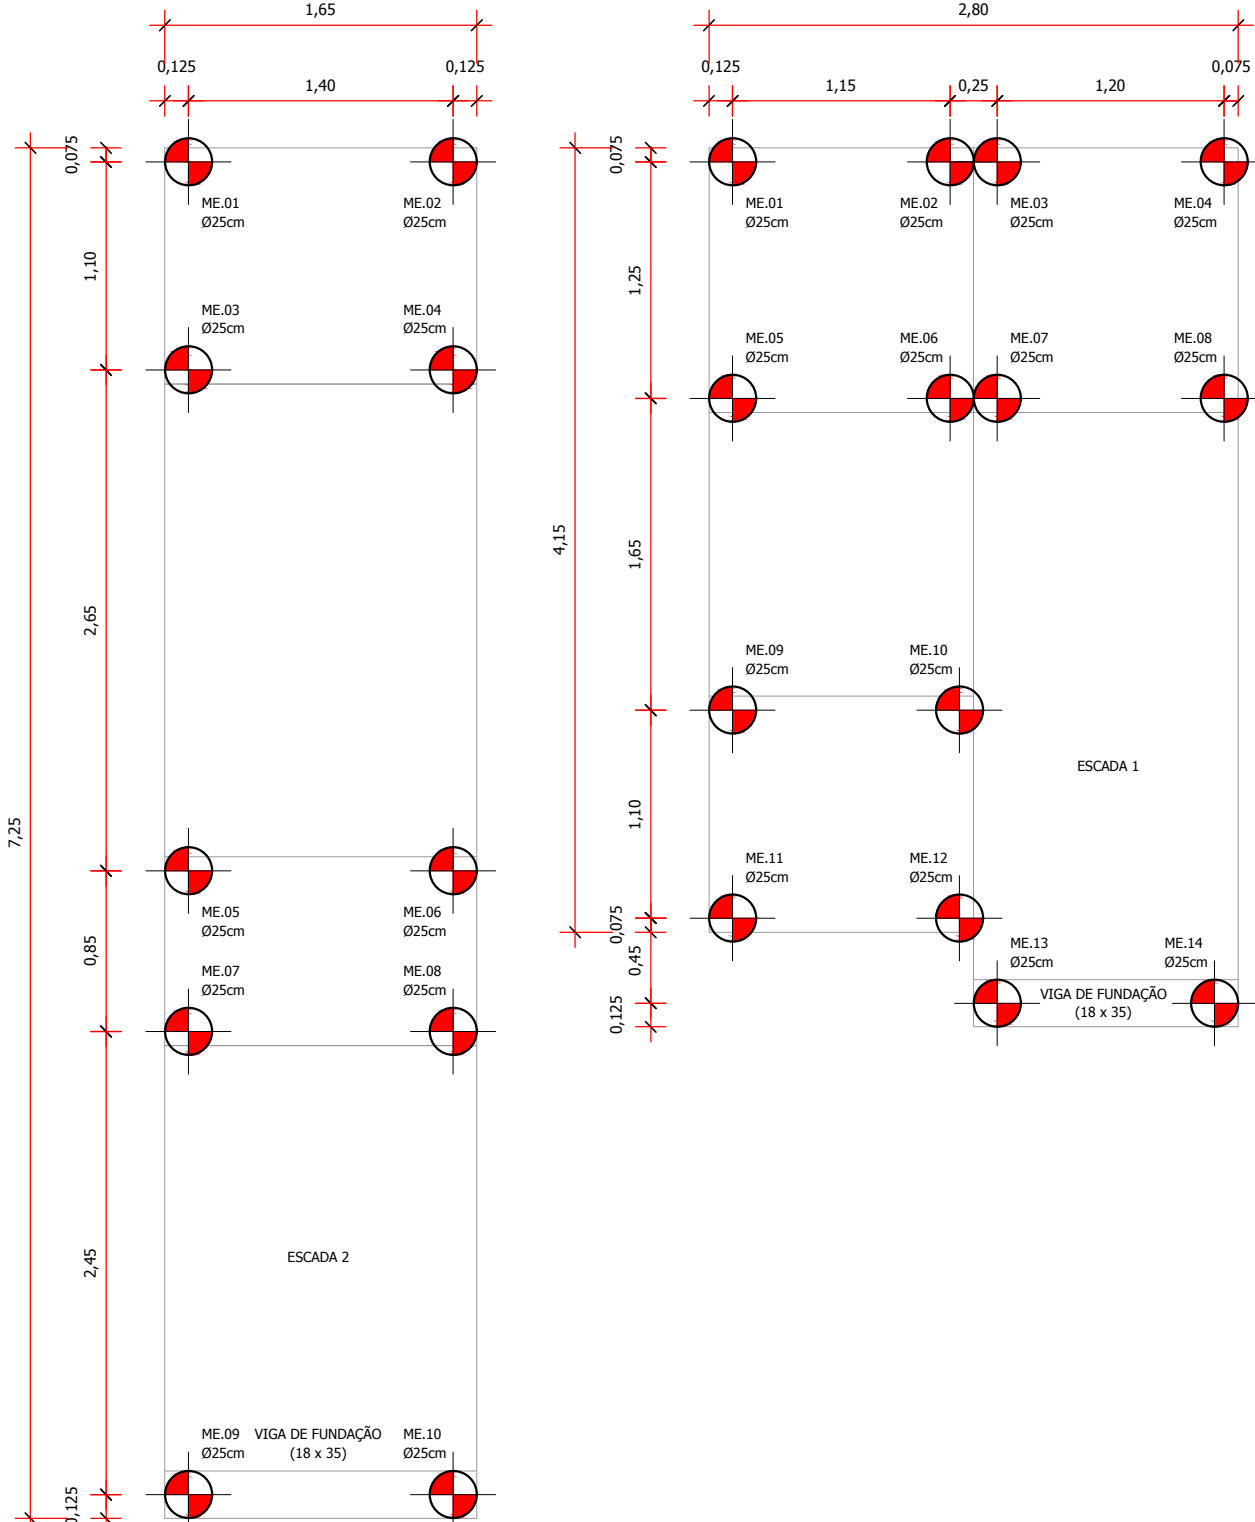 1,65
0,125
1,40
0,125
0,075
1,10
2,65
0,85
2,45
0,125
7,25
ME.01
Ø25cm
ME.02
Ø25cm
ME.03
Ø25cm
ME.04
Ø25cm
ME.05
Ø25cm
ME.06
Ø25cm
ME.07
Ø25cm
ME.08
Ø25cm
ESCADA 2
ME.09
Ø25cm
VIGA DE FUNDAÇÃO
(18 x 35)
ME.10
Ø25cm
2,80
0,125
1,15
0,25
1,20
0,075
0,075
1,25
1,65
1,10
0,075
0,45
0,125
4,15
ME.01
Ø25cm
ME.02
Ø25cm
ME.03
Ø25cm
ME.04
Ø25cm
ME.05
Ø25cm
ME.06
Ø25cm
ME.07
Ø25cm
ME.08
Ø25cm
ME.09
Ø25cm
ME.10
Ø25cm
ESCADA 1
ME.11
Ø25cm
ME.12
Ø25cm
ME.13
Ø25cm
ME.14
Ø25cm
VIGA DE FUNDAÇÃO
(18 x 35)